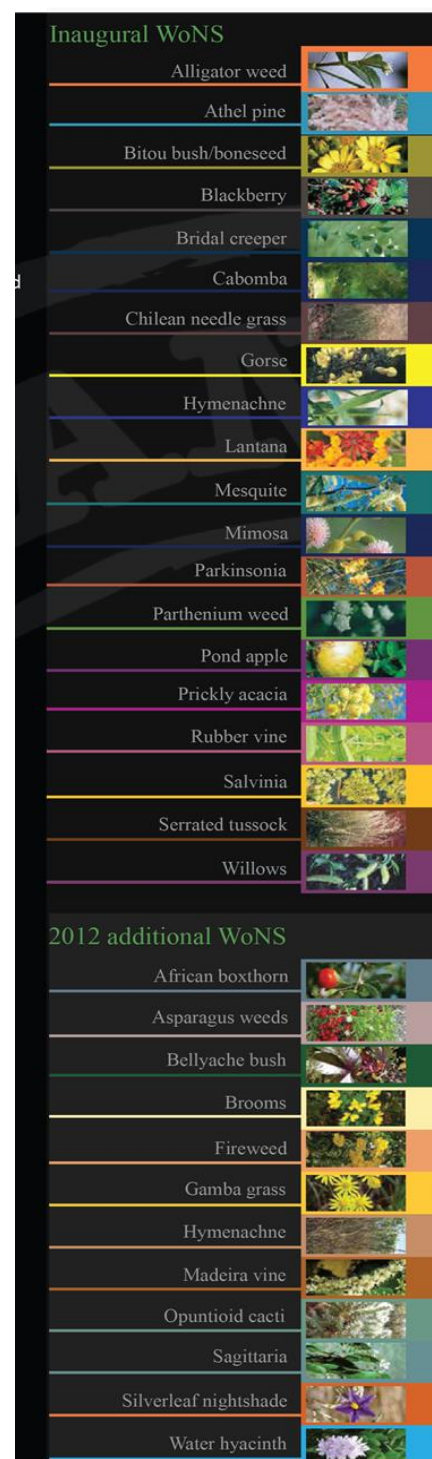 Inaugural WoNS
Alligator weed
Athel pine
Bitou bush/boneseed
Blackberry
Bridal creeper
Cabomba
Chilean needle grass
Gorse
Hymenachne
Lantana
Mesquite
Mimosa
Parkinsonia
Parthenium weed
Pond apple
Prickly acacia
Rubber vine
Salvinia
Serrated tussock
Willows
2012 additional WoNS
African boxthorn
Asparagus weeds
Bellyache bush
Brooms
Fireweed
Gamba grass
Hymenachne
Madeira vine
Opuntioid cacti
Sagittaria
Silverleaf nightshade
Water hyacinth